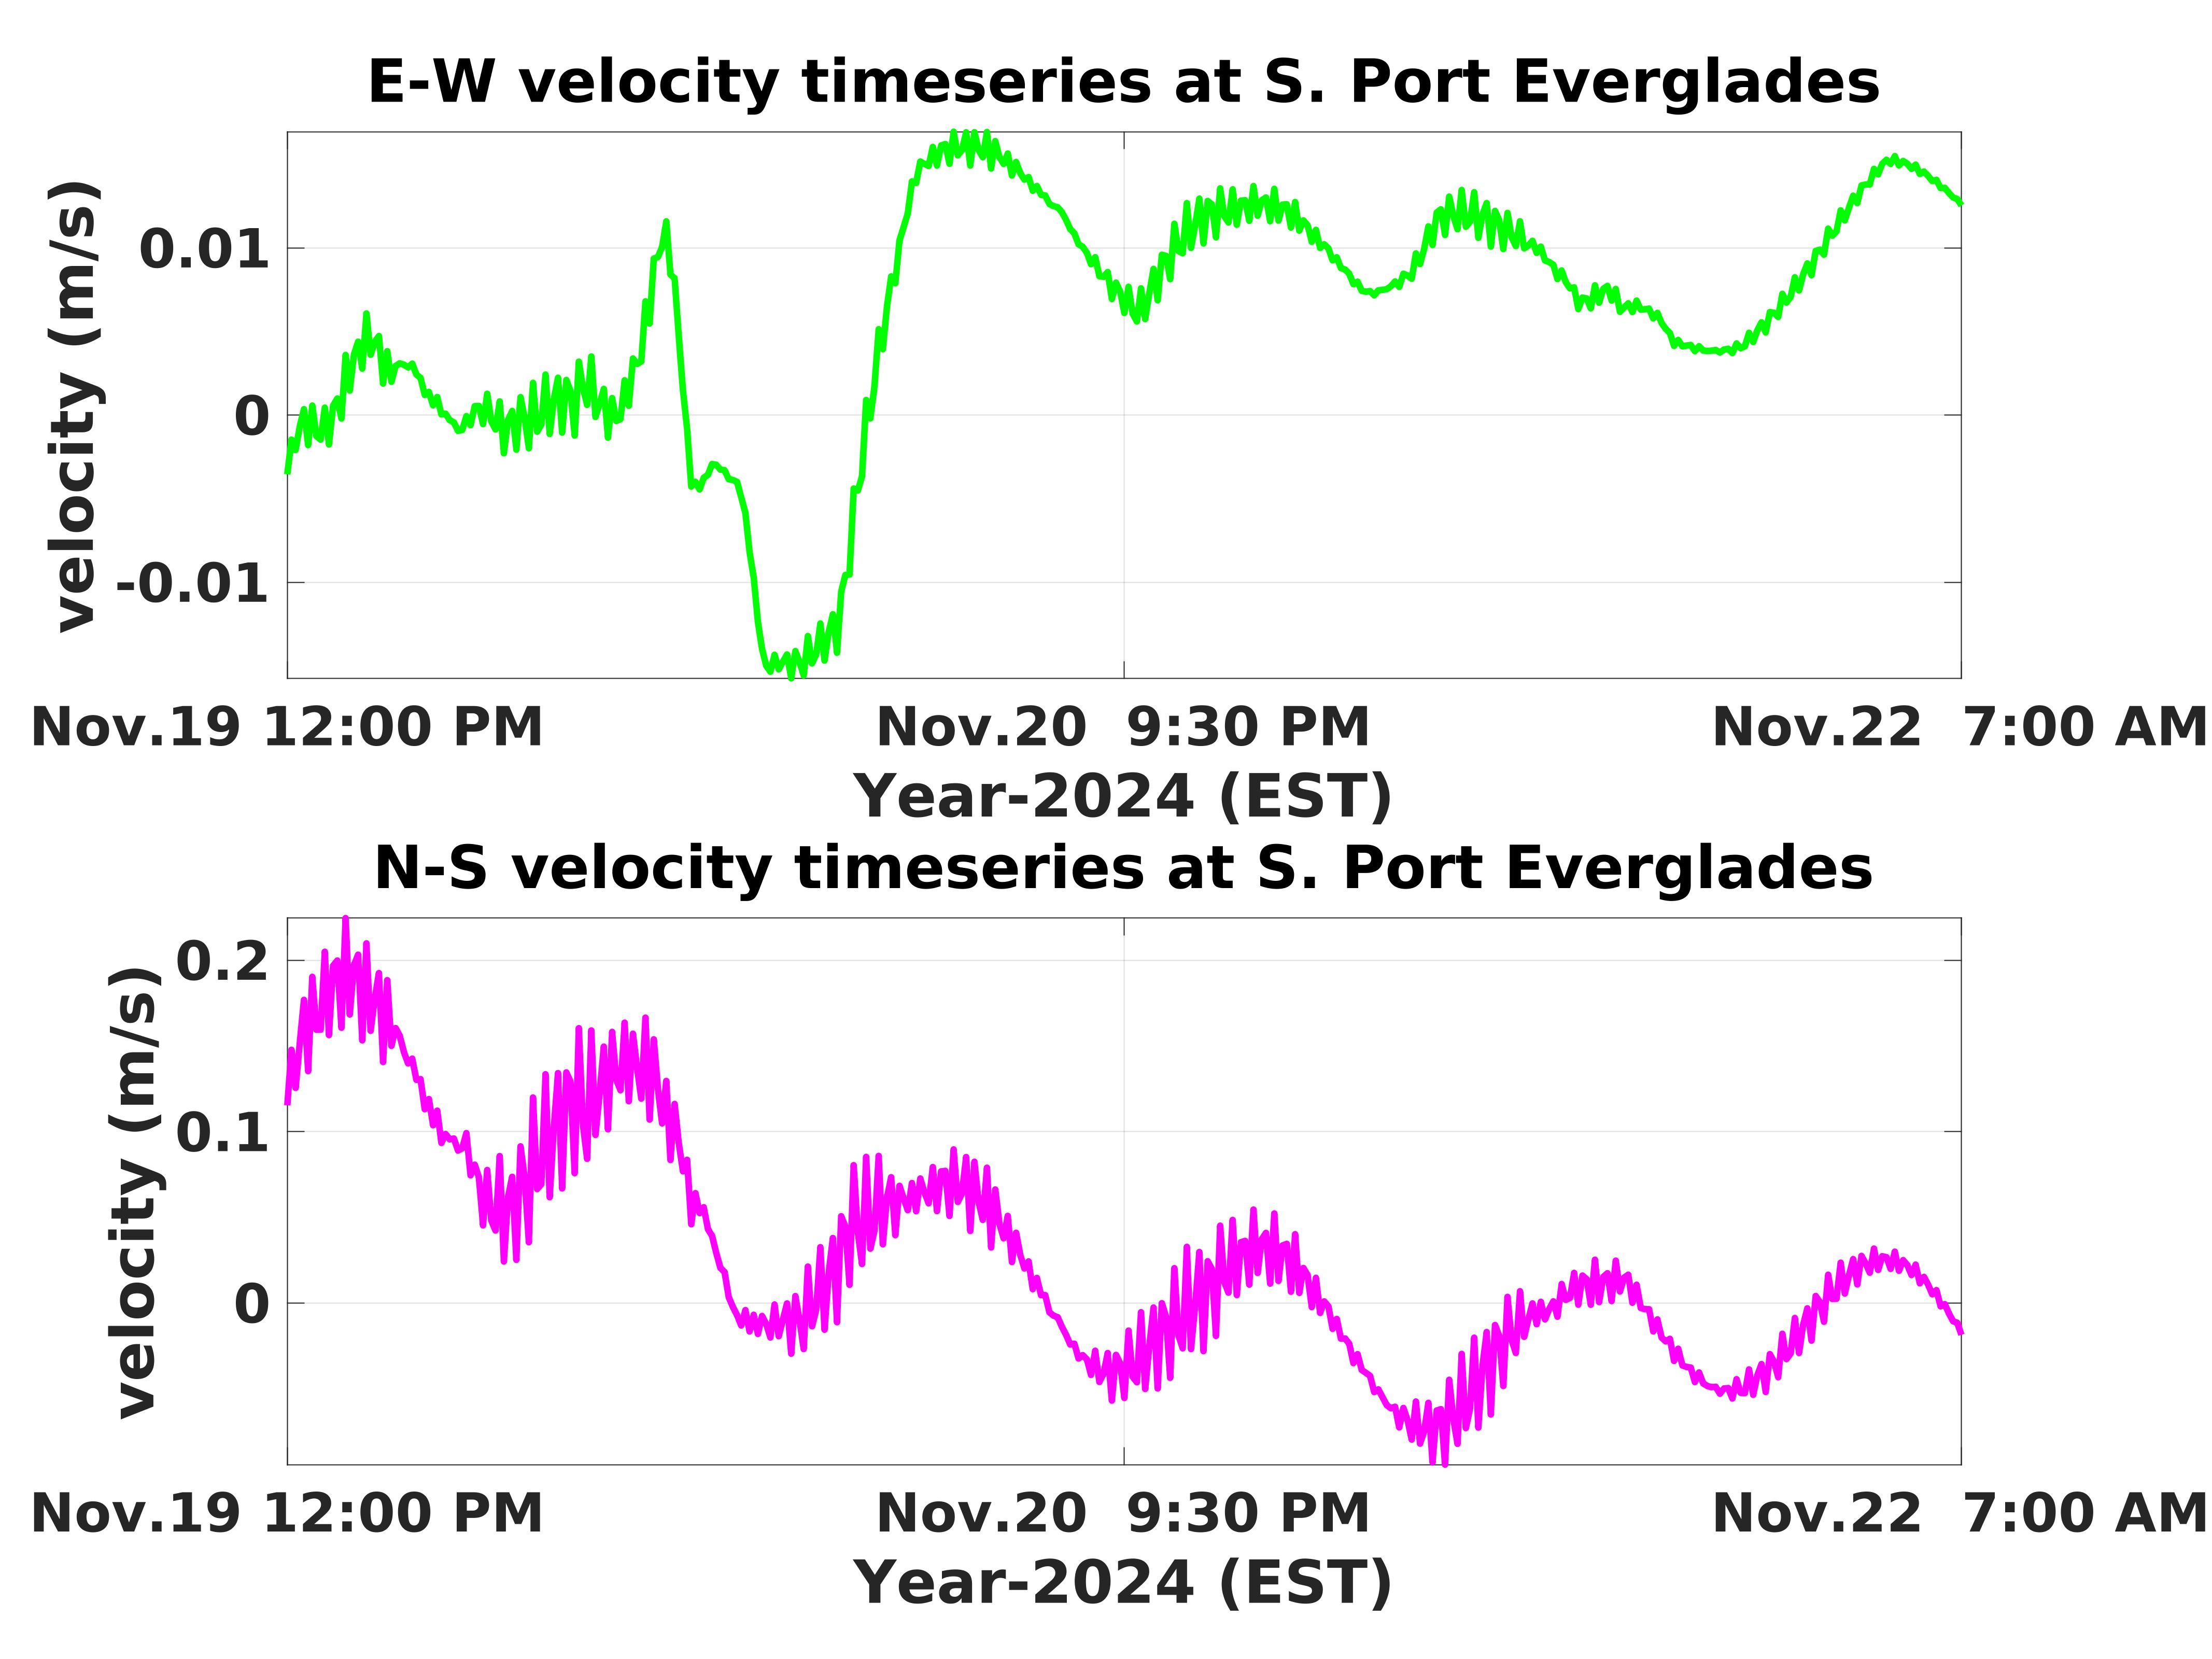 E-W velocity timeseries at S. Port Everglades
velocity (m/s)
0.01
0
-0.01
Nov.19 12:00 PM
Nov.20  9:30 PM
Nov.22  7:00 AM
Year-2024 (EST)
N-S velocity timeseries at S. Port Everglades
velocity (m/s)
0.2
0.1
0
Nov.19 12:00 PM
Nov.20  9:30 PM
Nov.22  7:00 AM
Year-2024 (EST)